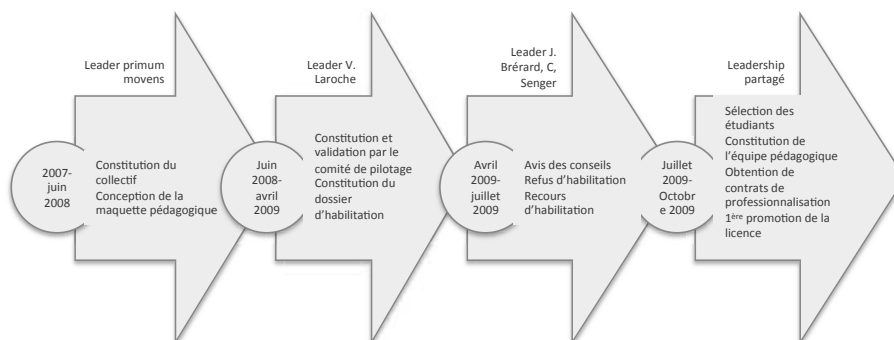 Leader primum
movens
2007-
juin
2008
Constitution du
collectif
Conception de la
maquette pédagogique
Leader V.
Laroche
Juin
2008-
avril
2009
Constitution et
validation par le
comité de pilotage
Constitution du
dossier
d'habilitation
Leader J.
Brérard, C,
Senger
Avril
2009-
juillet
2009
Avis des conseils
Refus d'habilitation
Recours
d'habilitation
Leadership
partagé
Juillet
2009-
Octobr
e 2009
Sélection des
étudiants
Constitution de
l'équipe pédagogique
Obtention de
contrats de
professionnalisation
1ère promotion de la
licence